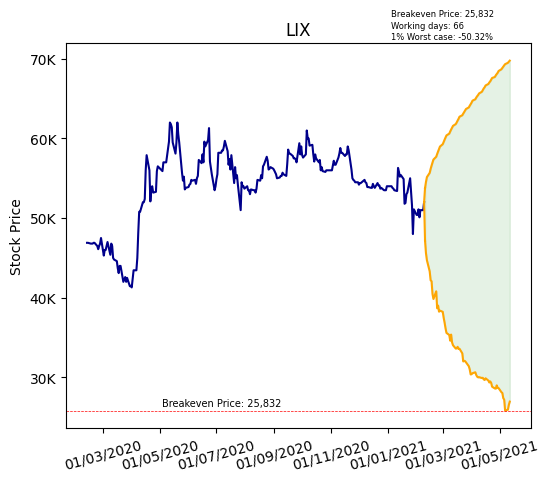 Breakeven Price: 25,832
Working days: 66
1% Worst case: -50.32%
LIX
70K
60K
50K
40K
30K
Stock Price
Breakeven Price: 25,832
01/03/2020
01/05/2020
01/07/2020
01/09/2020
01/11/2020
01/01/2021
01/03/2021
01/05/2021